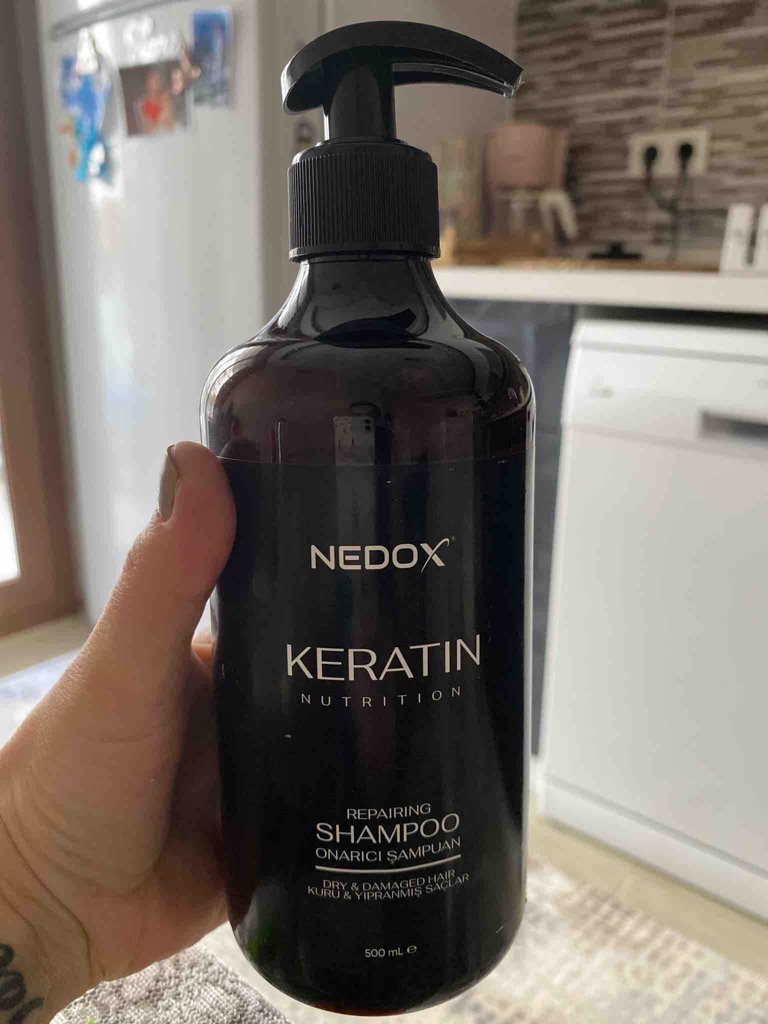 NEDOX®
KERATIN
NUTRITION
REPAIRING
SHAMPOO
ONARICI ŞAMPUAN
DRY & DAMAGED HAIR
KURU & YIPRANMIŞ SAÇLAR
500 mL ℮